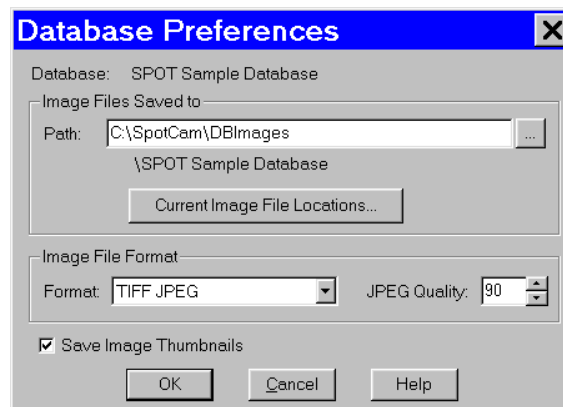 Database Preferences
Database: SPOT Sample Database
Image Files Saved to
Path: C:\SpotCam\DBImages ...
\SPOT Sample Database
Current Image File Locations...
Image File Format
Format: TIFF JPEG JPEG Quality: 90
Save Image Thumbnails
OK Cancel Help